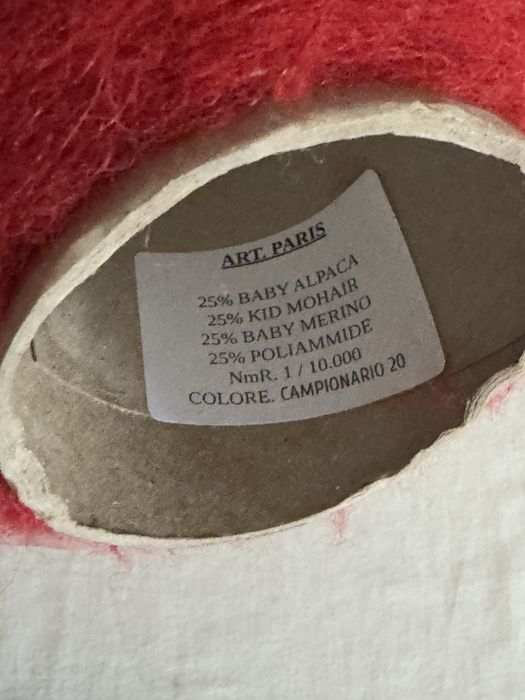 ART. PARIS
25% BABY ALPACA
25% KID MOHAIR
25% BABY MERINO
25% POLIAMMIDE
NmR. 1 / 10.000
COLORE. CAMPIONARIO 20